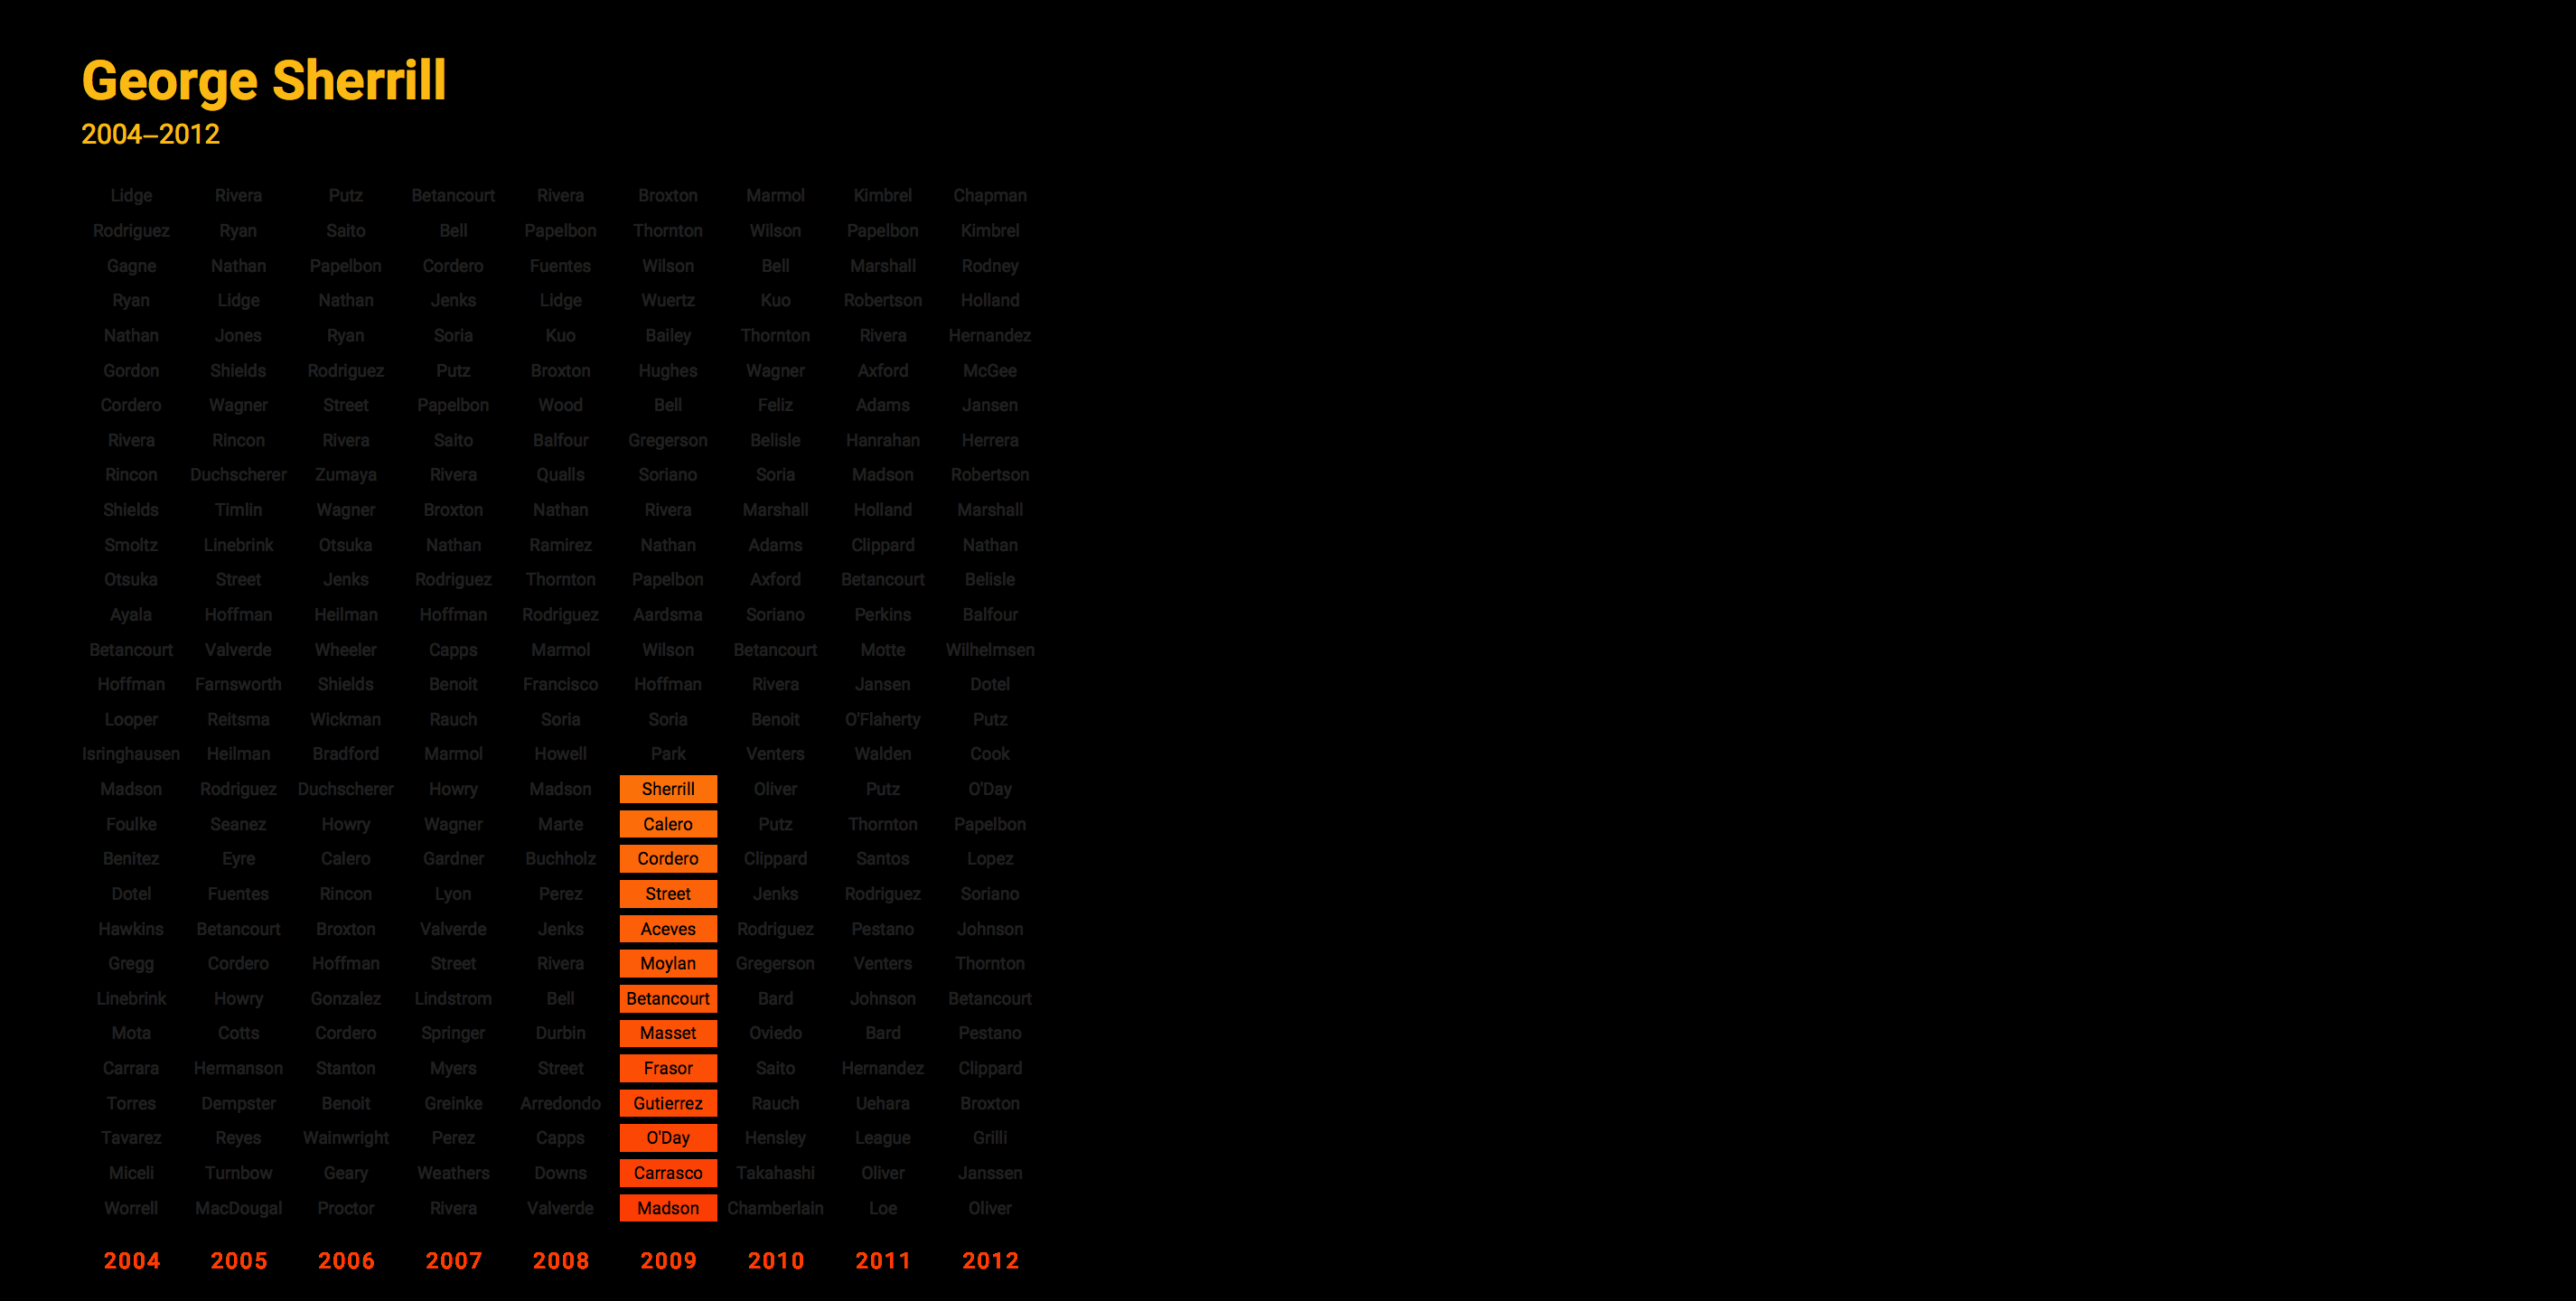 George Sherrill
2004–2012
Lidge Rivera Putz Betancourt Rivera Broxton Marmol Kimbrel Chapman
Rodriguez Ryan Saito Bell Papelbon Thornton Wilson Papelbon Kimbrel
Gagne Nathan Papelbon Cordero Fuentes Wilson Bell Marshall Rodney
Ryan Lidge Nathan Jenks Lidge Wuertz Kuo Robertson Holland
Nathan Jones Ryan Soria Kuo Bailey Thornton Rivera Hernandez
Gordon Shields Rodriguez Putz Broxton Hughes Wagner Axford McGee
Cordero Wagner Street Papelbon Wood Bell Feliz Adams Jansen
Rivera Rincon Rivera Saito Balfour Gregerson Belisle Hanrahan Herrera
Rincon Duchscherer Zumaya Rivera Qualls Soriano Soria Madson Robertson
Shields Timlin Wagner Broxton Nathan Rivera Marshall Holland Marshall
Smoltz Linebrink Otsuka Nathan Ramirez Nathan Adams Clippard Nathan
Otsuka Street Jenks Rodriguez Thornton Papelbon Axford Betancourt Belisle
Ayala Hoffman Heilman Hoffman Rodriguez Aardsma Soriano Perkins Balfour
Betancourt Valverde Wheeler Capps Marmol Wilson Betancourt Motte Wilhelmsen
Hoffman Farnsworth Shields Benoit Francisco Hoffman Rivera Jansen Dotel
Looper Reitsma Wickman Rauch Soria Soria Benoit O'Flaherty Putz
Isringhausen Heilman Bradford Marmol Howell Park Venters Walden Cook
Madson Rodriguez Duchscherer Howry Madson Sherrill Oliver Putz O'Day
Foulke Seanez Howry Wagner Marte Calero Putz Thornton Papelbon
Benitez Eyre Calero Gardner Buchholz Cordero Clippard Santos Lopez
Dotel Fuentes Rincon Lyon Perez Street Jenks Rodriguez Soriano
Hawkins Betancourt Broxton Valverde Jenks Aceves Rodriguez Pestano Johnson
Gregg Cordero Hoffman Street Rivera Moylan Gregerson Venters Thornton
Linebrink Howry Gonzalez Lindstrom Bell Betancourt Bard Johnson Betancourt
Mota Cotts Cordero Springer Durbin Masset Oviedo Bard Pestano
Carrara Hermanson Stanton Myers Street Frasor Saito Hernandez Clippard
Torres Dempster Benoit Greinke Arredondo Gutierrez Rauch Uehara Broxton
Tavarez Reyes Wainwright Perez Capps O'Day Hensley League Grilli
Miceli Turnbow Geary Weathers Downs Carrasco Takahashi Oliver Janssen
Worrell MacDougal Proctor Rivera Valverde Madson Chamberlain Loe Oliver
2004 2005 2006 2007 2008 2009 2010 2011 2012